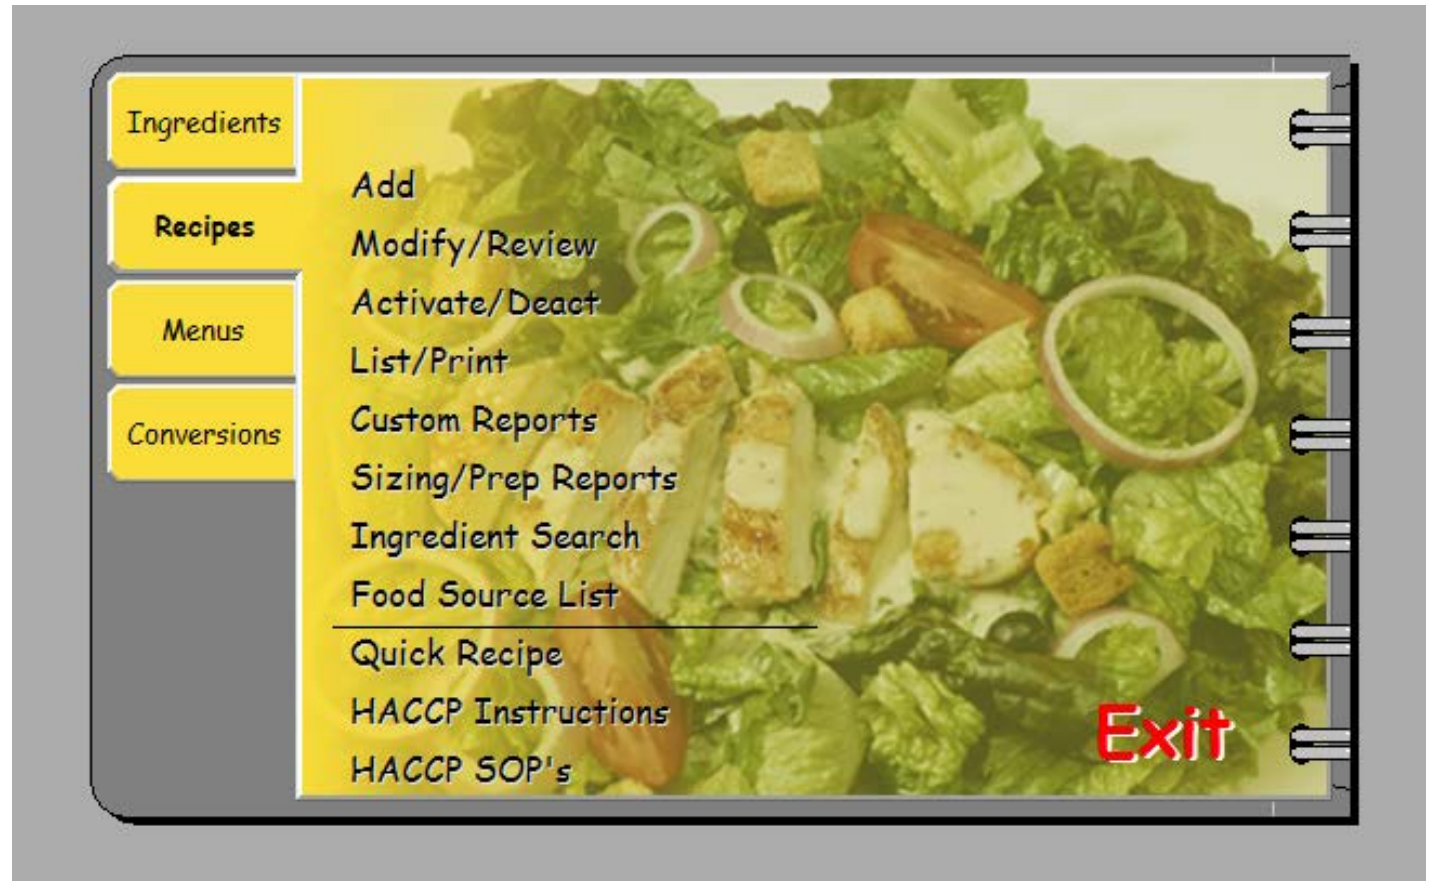 Ingredients
Recipes
Menus
Conversions
Add
Modify/Review
Activate/Deact
List/Print
Custom Reports
Sizing/Prep Reports
Ingredient Search
Food Source List
Quick Recipe
HACCP Instructions
HACCP SOP's
Exit